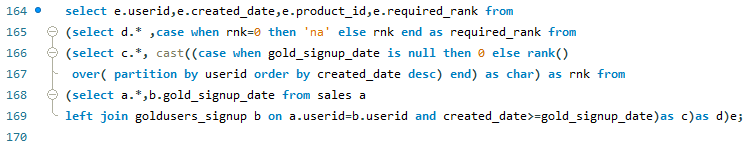 164 select e.userid,e.created_date,e.product_id,e.required_rank from
165 (select d.* ,case when rnk=0 then 'na' else rnk end as required_rank from
166 (select c.*, cast((case when gold_signup_date is null then 0 else rank()
167 over( partition by userid order by created_date desc) end) as char) as rnk from
168 (select a.*,b.gold_signup_date from sales a
169 left join goldusers_signup b on a.userid=b.userid and created_date>=gold_signup_date)as c)as d)e;
170